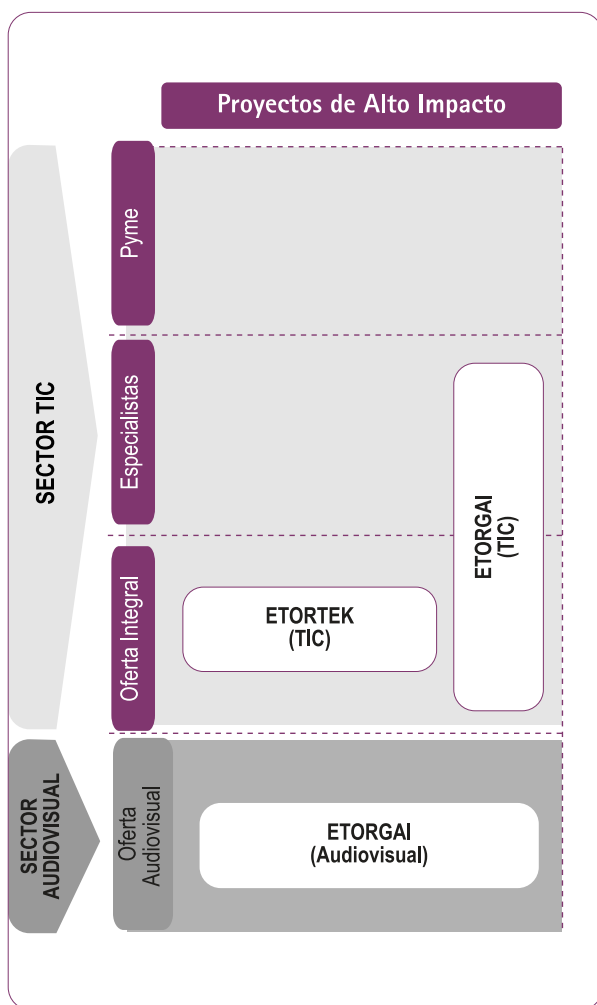 Proyectos de Alto Impacto
SECTOR TIC
Pyme
Especialistas
Oferta Integral
ETORTEK
(TIC)
ETORGAI
(TIC)
SECTOR
AUDIOVISUAL
Oferta
Audiovisual
ETORGAI
(Audiovisual)